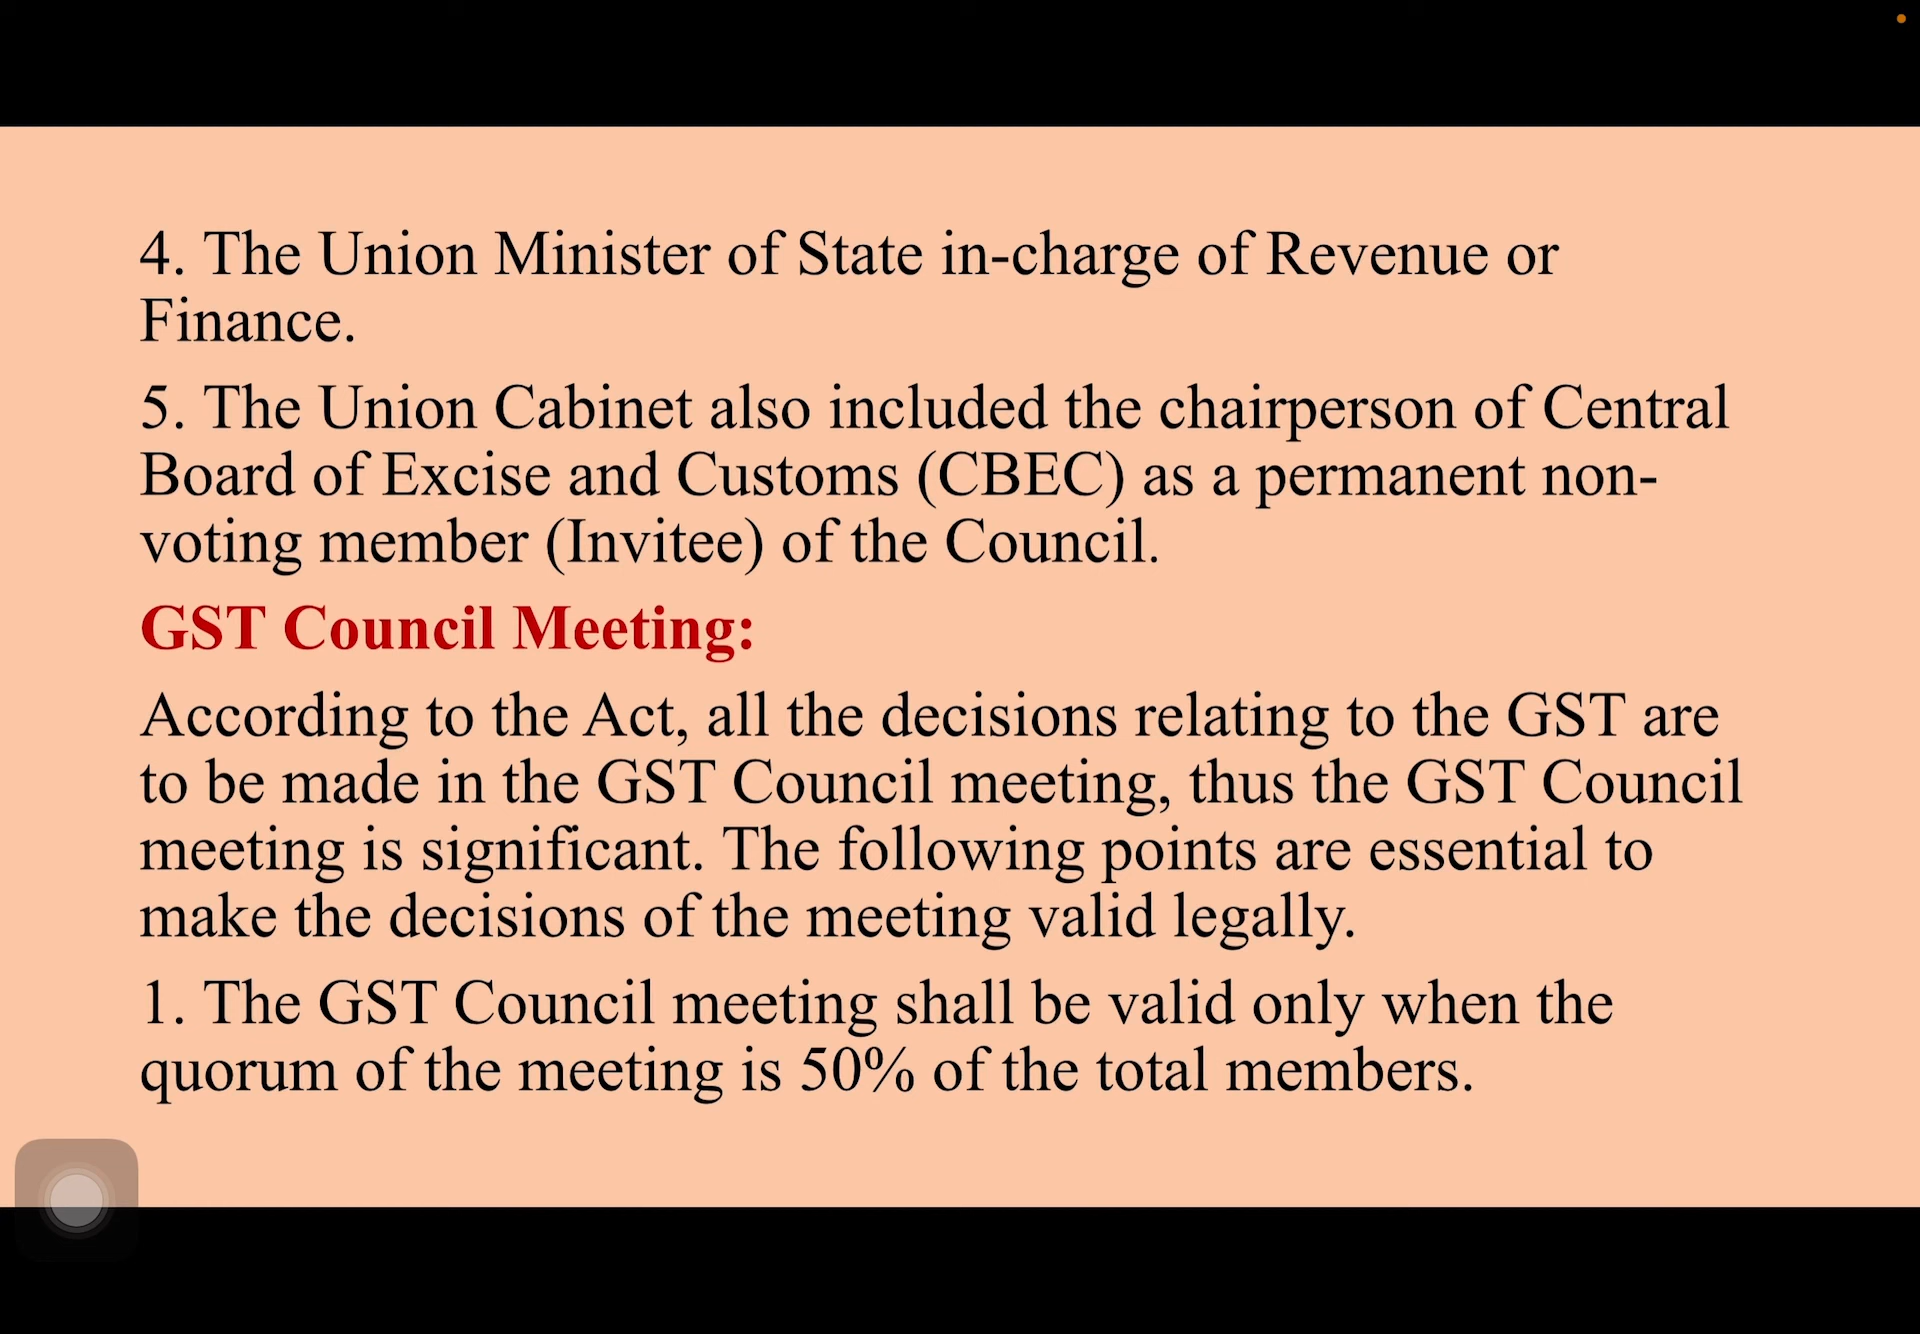 4. The Union Minister of State in-charge of Revenue or
Finance.
5. The Union Cabinet also included the chairperson of Central
Board of Excise and Customs (CBEC) as a permanent non-
voting member (Invitee) of the Council.
GST Council Meeting:
According to the Act, all the decisions relating to the GST are
to be made in the GST Council meeting, thus the GST Council
meeting is significant. The following points are essential to
make the decisions of the meeting valid legally.
1. The GST Council meeting shall be valid only when the
quorum of the meeting is 50% of the total members.